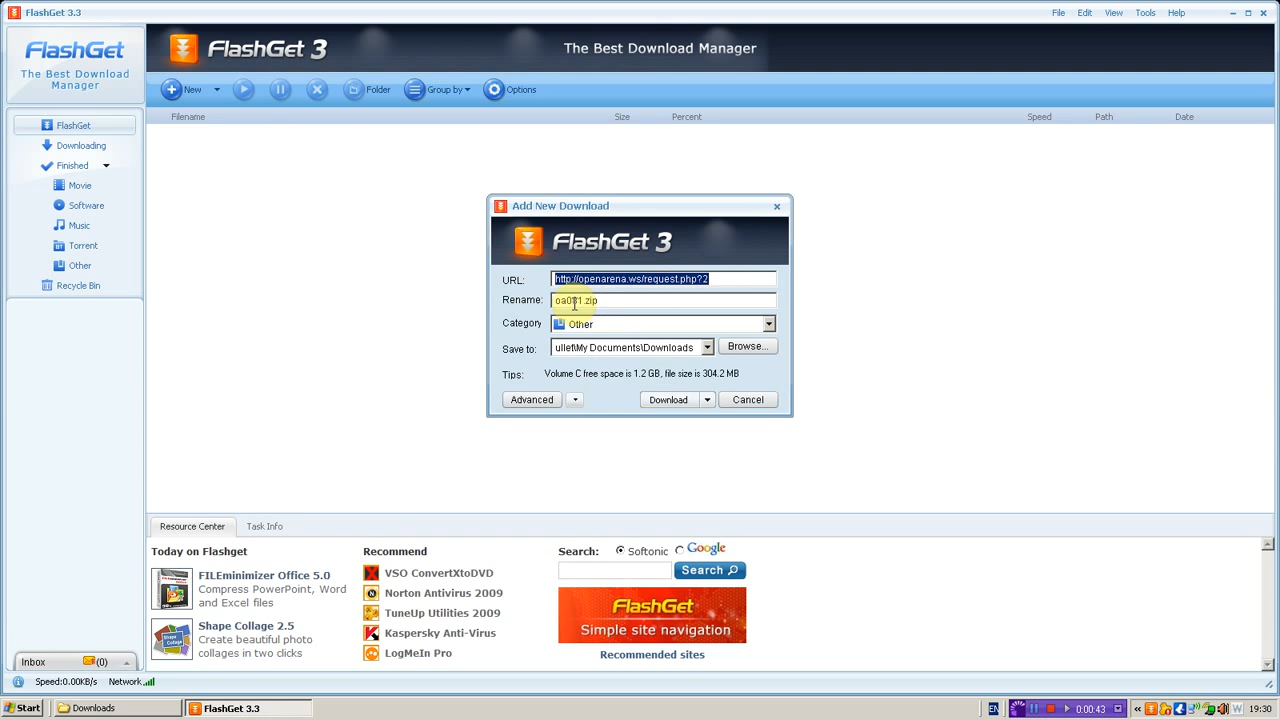 FlashGet 3.3
File Edit View Tools Help
FlashGet
The Best Download
Manager
FlashGet 3
The Best Download Manager
New
Folder
Group by
Options
FlashGet
Downloading
Finished
Movie
Software
Music
Torrent
Other
Recycle Bin
Filename Size Percent Speed Path Date
Add New Download
FlashGet 3
URL: http://openarena.ws/request.php?2
Rename: oa081.zip
Category Other
Save to: ullet\My Documents\Downloads Browse...
Tips: Volume C free space is 1.2 GB, file size is 304.2 MB
Advanced Download Cancel
Resource Center Task Info
Today on Flashget
FILEminimizer Office 5.0
Compress PowerPoint, Word
and Excel files
Shape Collage 2.5
Create beautiful photo
collages in two clicks
Recommend
VSO ConvertXtoDVD
Norton Antivirus 2009
TuneUp Utilities 2009
Kaspersky Anti-Virus
LogMeIn Pro
Search: Softonic Google
Search
FlashGet
Simple site navigation
Recommended sites
Inbox (0)
Speed:0.00KB/s Network:
Start Downloads FlashGet 3.3 EN 0:00:43 « 19:30